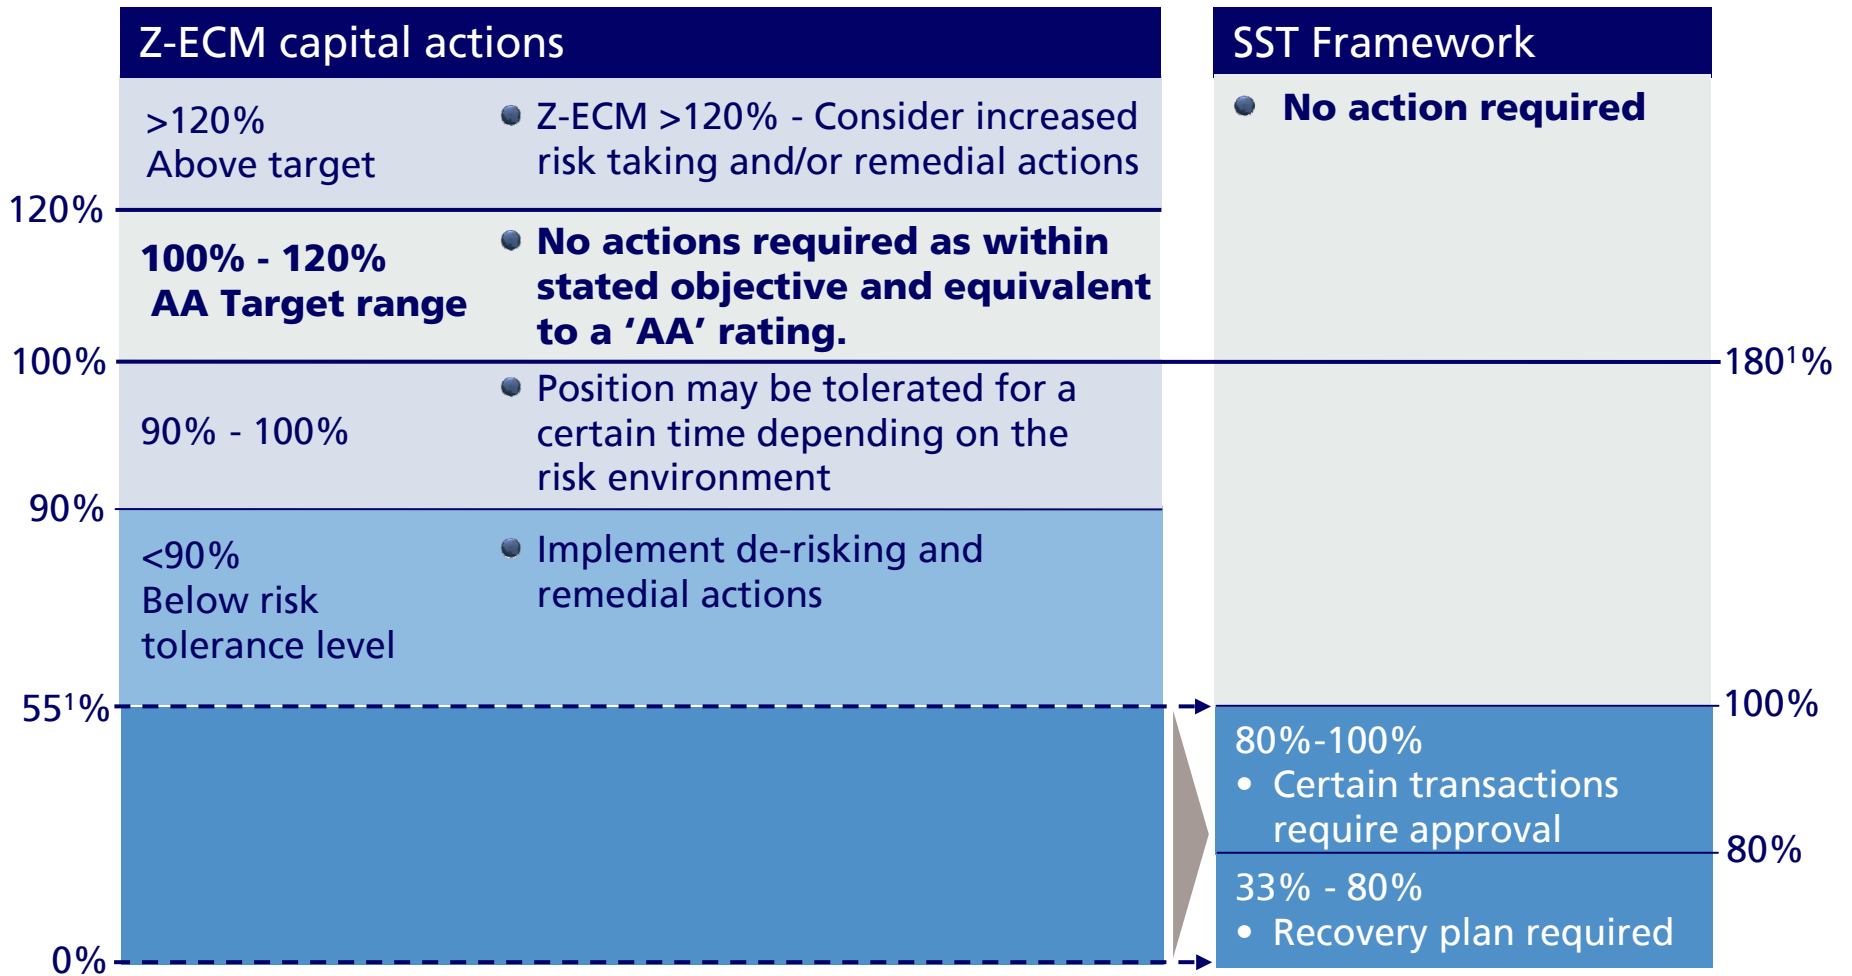 Z-ECM capital actions
>120%
Above target
● Z-ECM >120% - Consider increased
risk taking and/or remedial actions
120%
100% - 120%
AA Target range
● No actions required as within
stated objective and equivalent
to a ‘AA’ rating.
100%
90% - 100%
● Position may be tolerated for a
certain time depending on the
risk environment
90%
<90%
Below risk
tolerance level
● Implement de-risking and
remedial actions
55¹%
0%
SST Framework
● No action required
180¹%
100%
80%-100%
• Certain transactions
require approval
80%
33% - 80%
• Recovery plan required